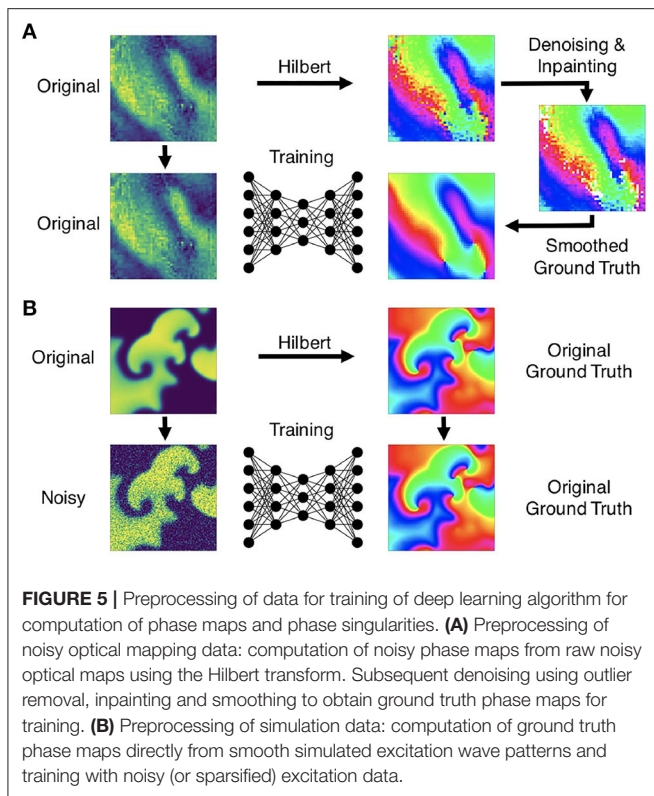 A
Original
Hilbert
Denoising &
Inpainting
Original
Training
Smoothed
Ground Truth
B
Original
Hilbert
Original
Ground Truth
Training
Noisy
Original
Ground Truth
FIGURE 5 | Preprocessing of data for training of deep learning algorithm for
computation of phase maps and phase singularities. (A) Preprocessing of
noisy optical mapping data: computation of noisy phase maps from raw noisy
optical maps using the Hilbert transform. Subsequent denoising using outlier
removal, inpainting and smoothing to obtain ground truth phase maps for
training. (B) Preprocessing of simulation data: computation of ground truth
phase maps directly from smooth simulated excitation wave patterns and
training with noisy (or sparsified) excitation data.